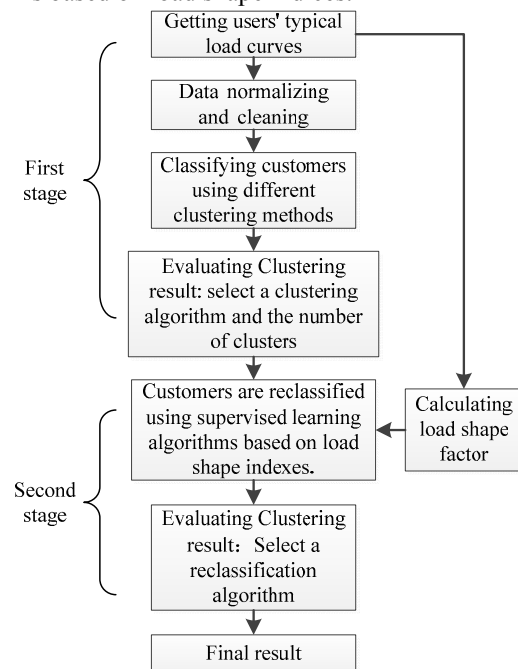 Getting users' typical
load curves
Data normalizing
and cleaning
First
stage
Classifying customers
using different
clustering methods
Evaluating Clustering
result: select a clustering
algorithm and the number
of clusters
Customers are reclassified
using supervised learning
algorithms based on load
shape indexes.
Calculating
load shape
factor
Second
stage
Evaluating Clustering
result： Select a
reclassification
algorithm
Final result